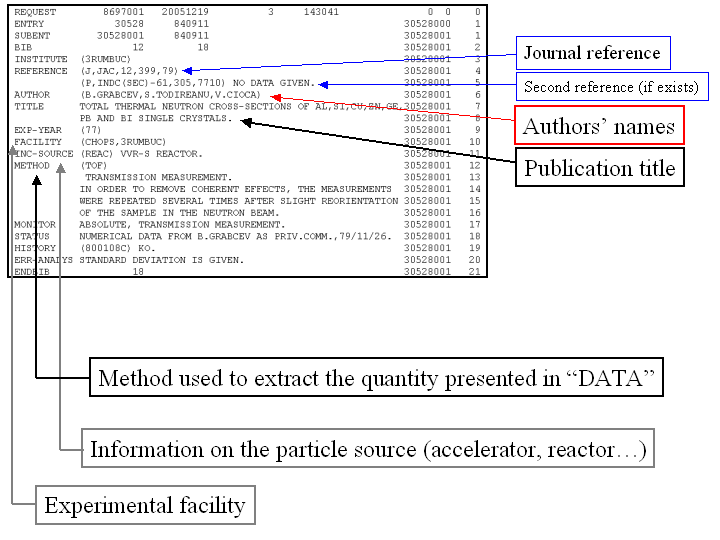 REQUEST 8697001 20051219 3 143041 0 0 0
ENTRY 30528 840911 30528000 1
SUBENT 30528001 840911 30528001 1
BIB 12 18 30528001 2
INSTITUTE (3RUMBUC) 30528001 3
REFERENCE (J,JAC,12,399,79) 30528001 4
(P,INDC(SEC)-61,305,7710) NO DATA GIVEN. 30528001 5
AUTHOR (B.GRABCEV,S.TODIREANU,V.CIOCA) 30528001 6
TITLE TOTAL THERMAL NEUTRON CROSS-SECTIONS OF AL,SI,CU,ZN,GE, 30528001 7
PB AND BI SINGLE CRYSTALS. 30528001 8
EXP-YEAR (77) 30528001 9
FACILITY (CHOPS,3RUMBUC) 30528001 10
INC-SOURCE (REAC) VVR-S REACTOR. 30528001 11
METHOD (TOF) 30528001 12
TRANSMISSION MEASUREMENT. 30528001 13
IN ORDER TO REMOVE COHERENT EFFECTS, THE MEASUREMENTS 30528001 14
WERE REPEATED SEVERAL TIMES AFTER SLIGHT REORIENTATION 30528001 15
OF THE SAMPLE IN THE NEUTRON BEAM. 30528001 16
MONITOR ABSOLUTE, TRANSMISSION MEASUREMENT. 30528001 17
STATUS NUMERICAL DATA FROM B.GRABCEV AS PRIV.COMM.,79/11/26. 30528001 18
HISTORY (800108C) KO. 30528001 19
ERR-ANALYS STANDARD DEVIATION IS GIVEN. 30528001 20
ENDBIB 18 30528001 21
Journal reference
Second reference (if exists)
Authors’ names
Publication title
Method used to extract the quantity presented in “DATA”
Information on the particle source (accelerator, reactor…)
Experimental facility